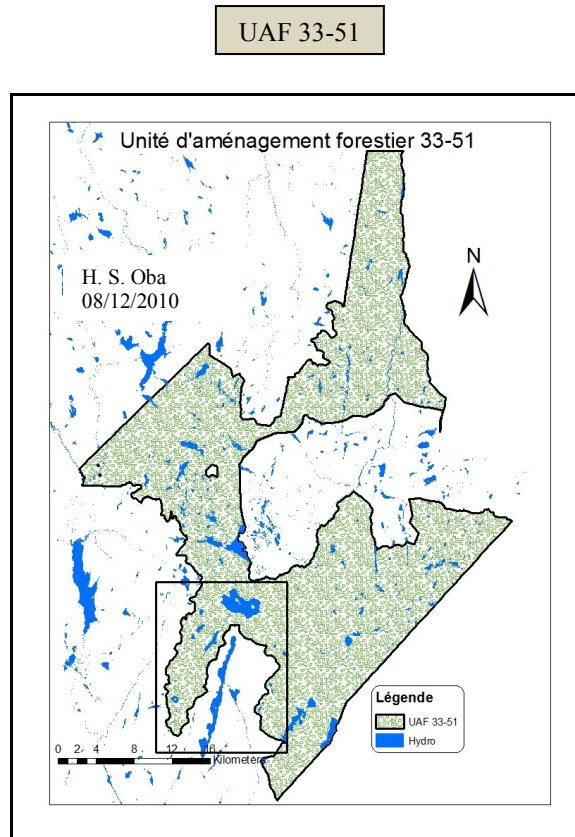 UAF 33-51
Unité d'aménagement forestier 33-51
N
H. S. Oba
08/12/2010
Légende
UAF 33-51
Hydro
0 2 4 8 12 16
Kilometers